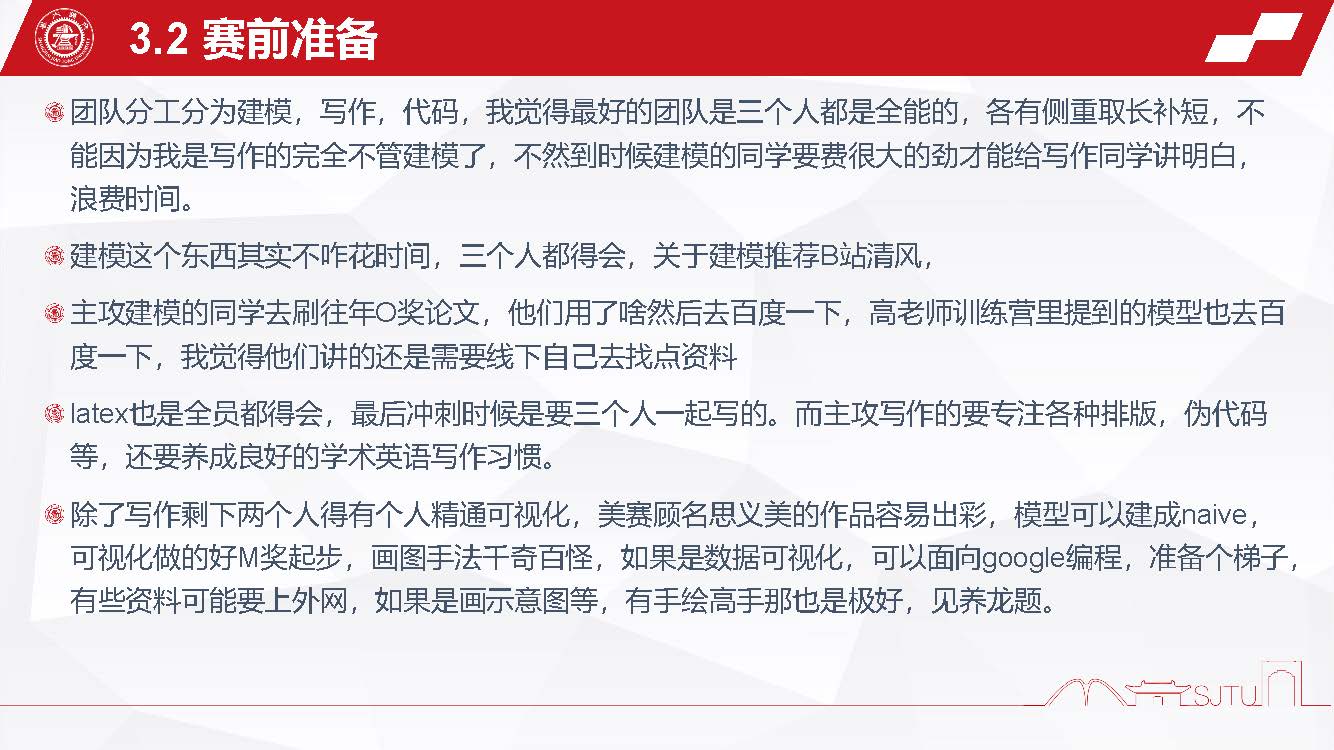 3.2 赛前准备
团队分工分为建模，写作，代码，我觉得最好的团队是三个人都是全能的，各有侧重取长补短，不
能因为我是写作的完全不管建模了，不然到时候建模的同学要费很大的劲才能给写作同学讲明白，
浪费时间。
建模这个东西其实不咋花时间，三个人都得会，关于建模推荐B站清风，
主攻建模的同学去刷往年O奖论文，他们用了啥然后去百度一下，高老师训练营里提到的模型也去百
度一下，我觉得他们讲的还是需要线下自己去找点资料
latex也是全员都得会，最后冲刺时候是要三个人一起写的。而主攻写作的要专注各种排版，伪代码
等，还要养成良好的学术英语写作习惯。
除了写作剩下两个人得有个人精通可视化，美赛顾名思义美的作品容易出彩，模型可以建成naive，
可视化做的好M奖起步，画图手法千奇百怪，如果是数据可视化，可以面向google编程，准备个梯子，
有些资料可能要上外网，如果是画示意图等，有手绘高手那也是极好，见养龙题。
SJTU